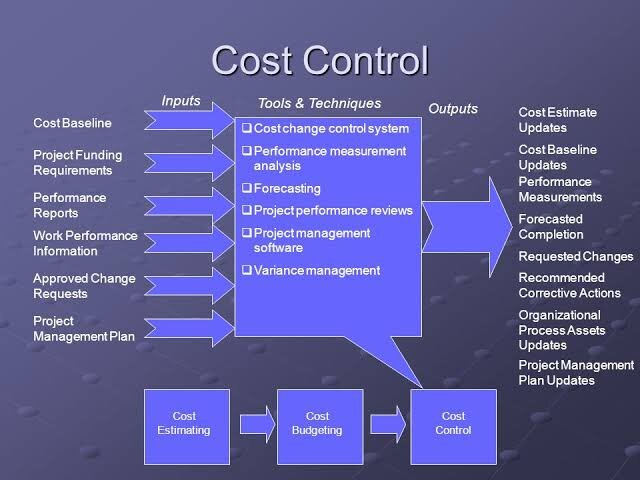 Cost Control
Inputs
Tools & Techniques
Outputs
Cost Baseline
Project Funding
Requirements
Performance
Reports
Work Performance
Information
Approved Change
Requests
Project
Management Plan
Cost change control system
Performance measurement
analysis
Forecasting
Project performance reviews
Project management
software
Variance management
Cost Estimate
Updates
Cost Baseline
Updates
Performance
Measurements
Forecasted
Completion
Requested Changes
Recommended
Corrective Actions
Organizational
Process Assets
Updates
Project Management
Plan Updates
Cost
Estimating
Cost
Budgeting
Cost
Control